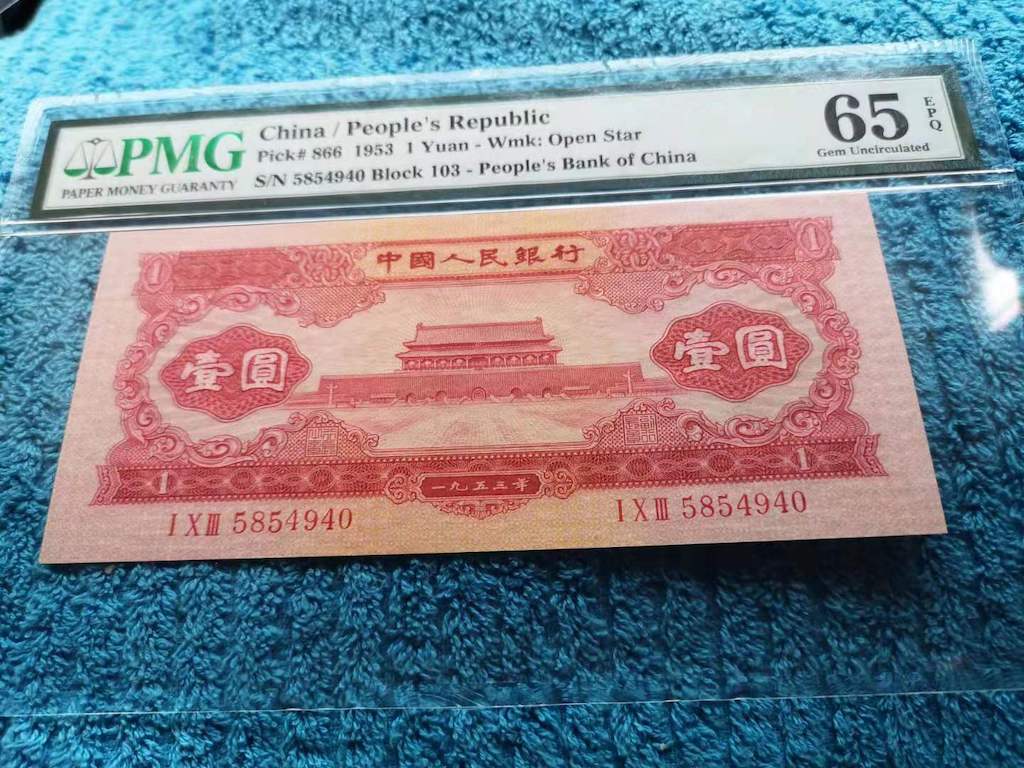 PMG
PAPER MONEY GUARANTY
China / People's Republic
Pick# 866 1953 1 Yuan - Wmk: Open Star
S/N 5854940 Block 103 - People's Bank of China
65 EPQ
Gem Uncirculated
中國人民銀行
1 1
壹圓 壹圓
1 1
一九五三年
I X III 5854940 I X III 5854940